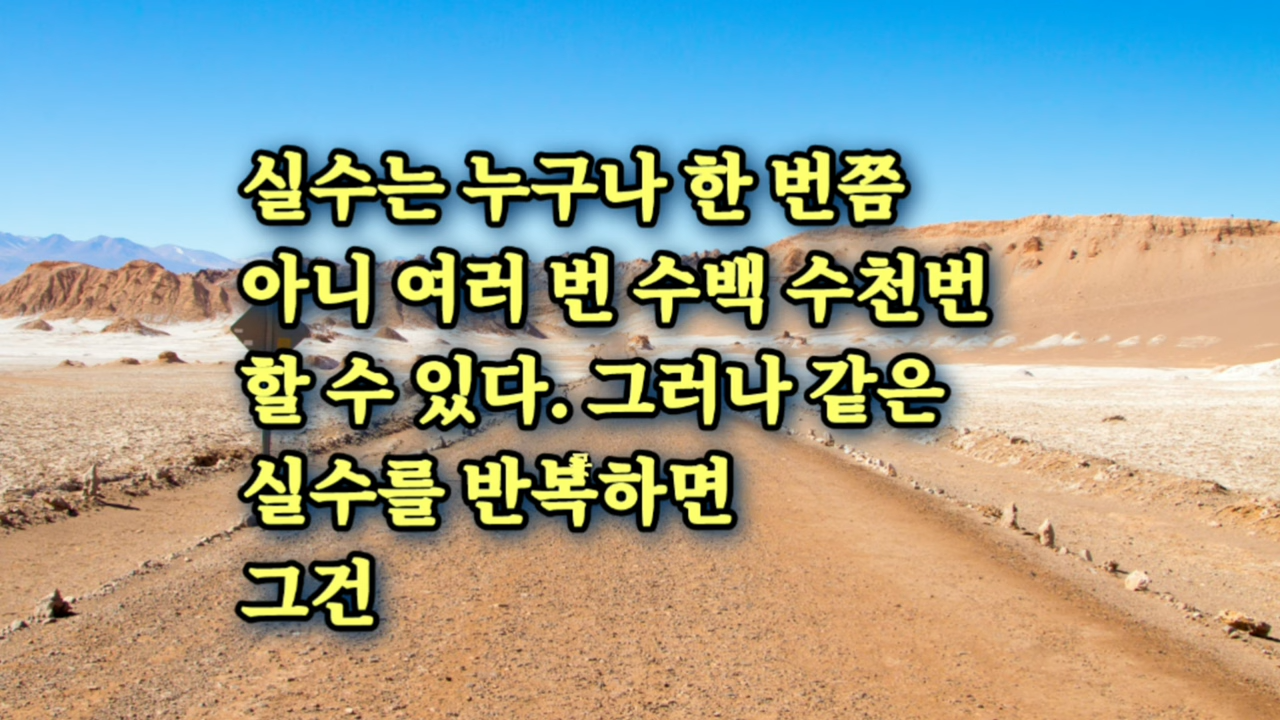 실수는 누구나 한 번쯤
아니 여러 번 수백 수천번
할 수 있다. 그러나 같은
실수를 반복하면
그건